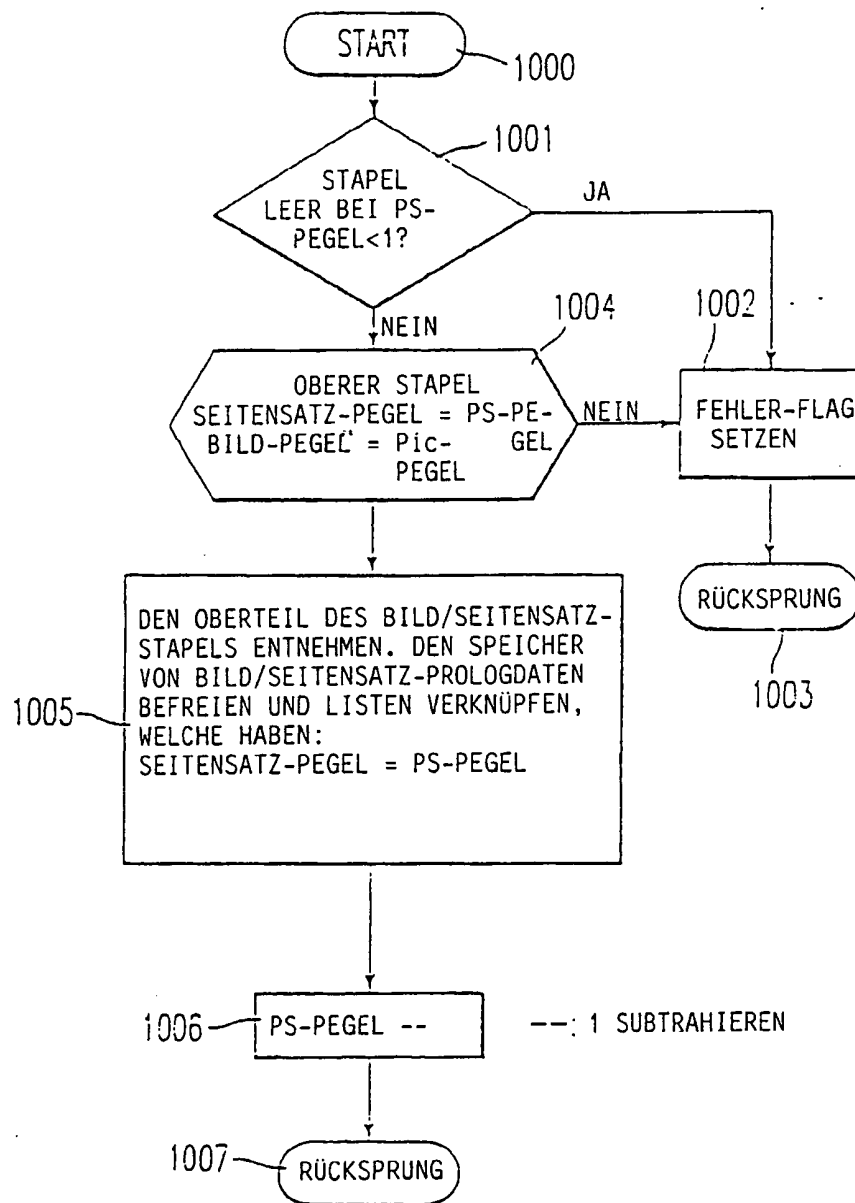 START
1000
1001
STAPEL
LEER BEI PS-
PEGEL<1?
JA
NEIN
1004
1002
OBERER STAPEL
SEITENSATZ-PEGEL = PS-PE-
GEL
BILD-PEGEL = Pic-
PEGEL
NEIN
FEHLER-FLAG
SETZEN
RÜCKSPRUNG
1003
DEN OBERTEIL DES BILD/SEITENSATZ-
STAPELS ENTNEHMEN. DEN SPEICHER
VON BILD/SEITENSATZ-PROLOGDATEN
BEFREIEN UND LISTEN VERKNÜPFEN,
WELCHE HABEN:
SEITENSATZ-PEGEL = PS-PEGEL
1005
1006
PS-PEGEL --
--: 1 SUBTRAHIEREN
1007
RÜCKSPRUNG